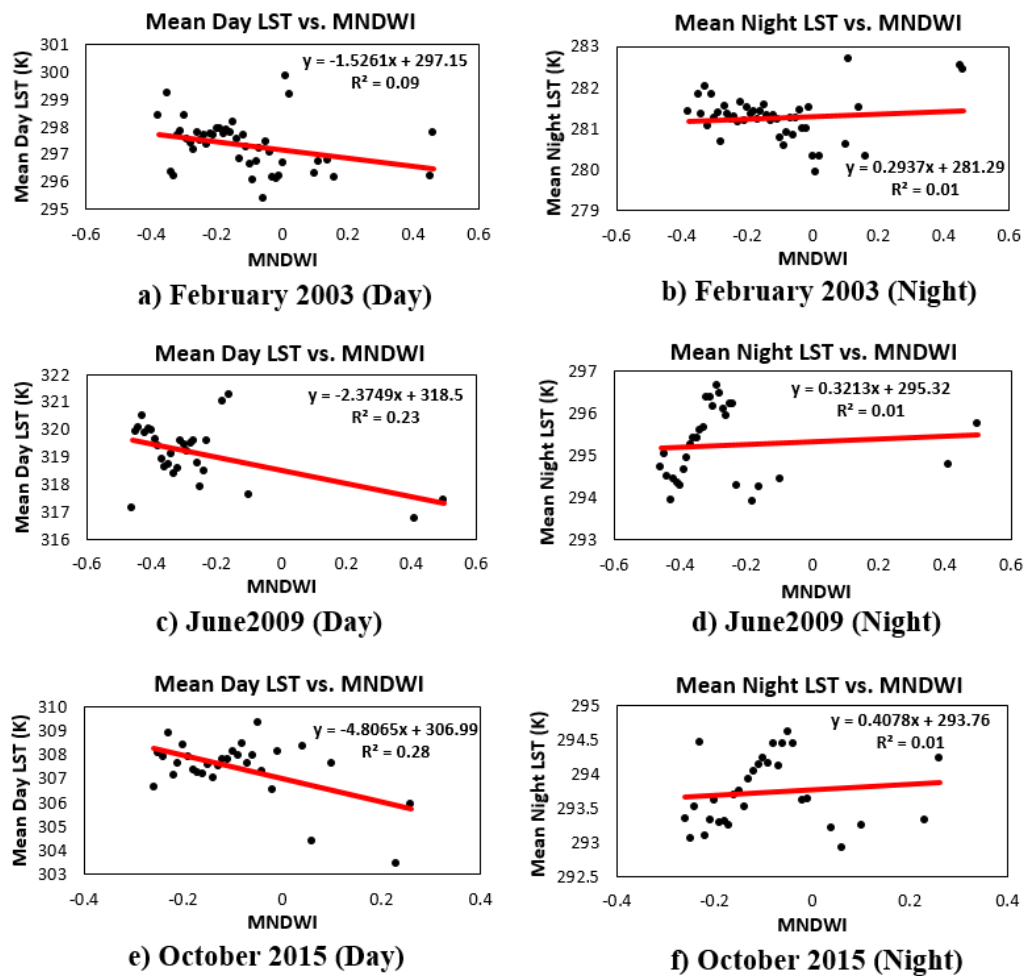 Mean Day LST vs. MNDWI
Mean Day LST (K)
301
300
299
298
297
296
295
y = -1.5261x + 297.15
R² = 0.09
-0.6 -0.4 -0.2 0 0.2 0.4 0.6
MNDWI
a) February 2003 (Day)
Mean Night LST vs. MNDWI
Mean Night LST (K)
283
282
281
280
279
y = 0.2937x + 281.29
R² = 0.01
-0.6 -0.4 -0.2 0 0.2 0.4 0.6
MNDWI
b) February 2003 (Night)
Mean Day LST vs. MNDWI
Mean Day LST (K)
322
321
320
319
318
317
316
y = -2.3749x + 318.5
R² = 0.23
-0.6 -0.4 -0.2 0 0.2 0.4 0.6
MNDWI
c) June2009 (Day)
Mean Night LST vs. MNDWI
Mean Night LST (K)
297
296
295
294
293
y = 0.3213x + 295.32
R² = 0.01
-0.6 -0.4 -0.2 0 0.2 0.4 0.6
MNDWI
d) June2009 (Night)
Mean Day LST vs. MNDWI
Mean Day LST (K)
310
309
308
307
306
305
304
303
y = -4.8065x + 306.99
R² = 0.28
-0.4 -0.2 0 0.2 0.4
MNDWI
e) October 2015 (Day)
Mean Night LST vs. MNDWI
Mean Night LST (K)
295
294.5
294
293.5
293
292.5
y = 0.4078x + 293.76
R² = 0.01
-0.4 -0.2 0 0.2 0.4
MNDWI
f) October 2015 (Night)